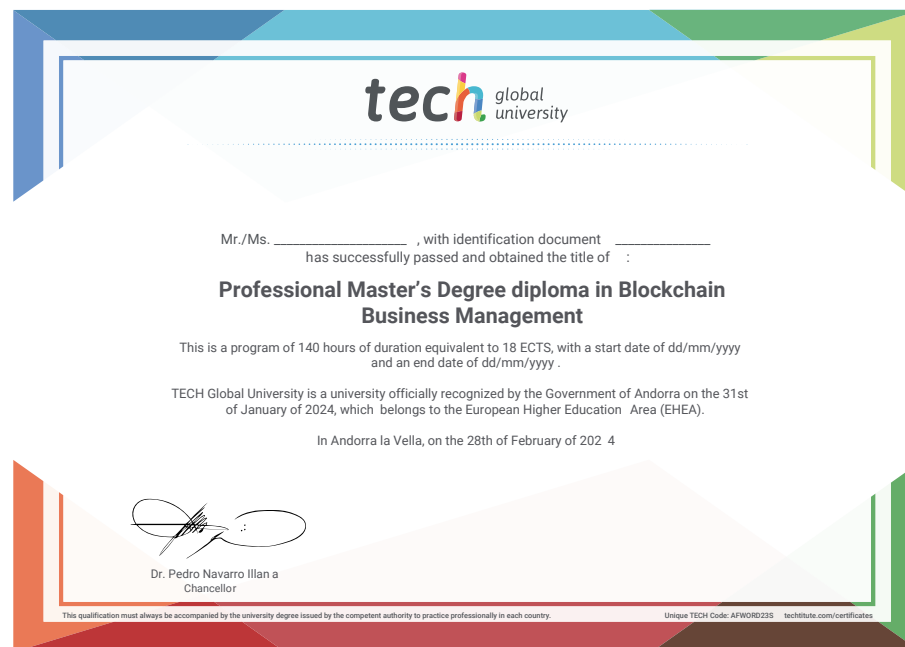 tech global
university
Mr./Ms. ___________________ , with identification document ______________
has successfully passed and obtained the title of :
Professional Master's Degree diploma in Blockchain
Business Management
This is a program of 140 hours of duration equivalent to 18 ECTS, with a start date of dd/mm/yyyy
and an end date of dd/mm/yyyy .
TECH Global University is a university officially recognized by the Government of Andorra on the 31st
of January of 2024, which belongs to the European Higher Education Area (EHEA).
In Andorra la Vella, on the 28th of February of 202 4
Dr. Pedro Navarro Illan a
Chancellor
This qualification must always be accompanied by the university degree issued by the competent authority to practice professionally in each country. Unique TECH Code: AFWORD23S techtitute.com/certificates